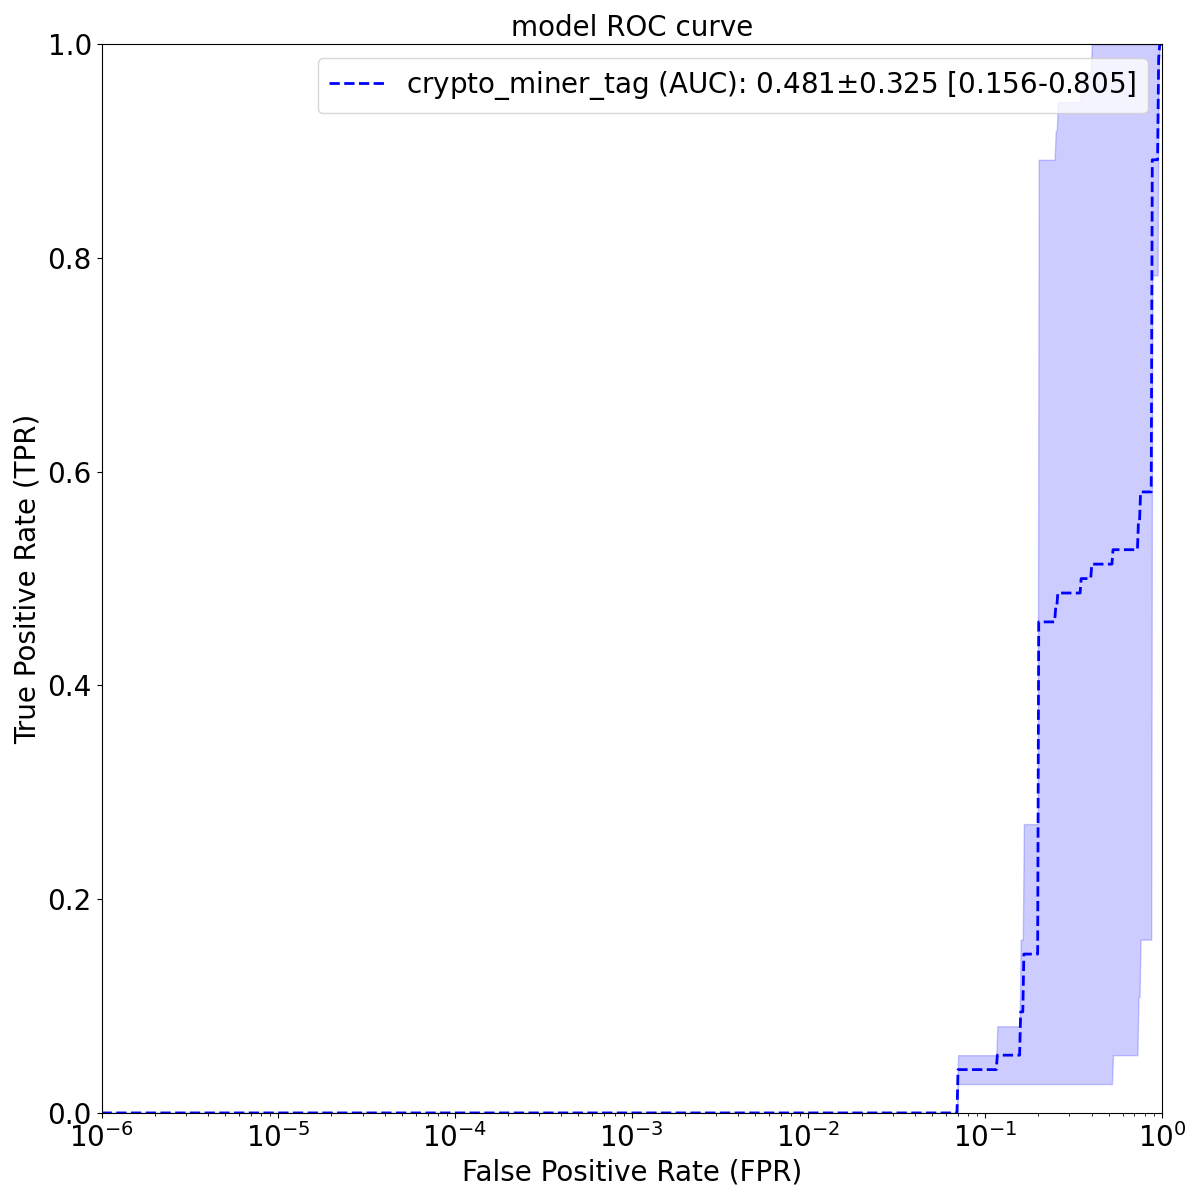 model ROC curve
crypto_miner_tag (AUC): 0.481±0.325 [0.156-0.805]
1.0
0.8
0.6
0.4
0.2
0.0
True Positive Rate (TPR)
10⁻⁶ 10⁻⁵ 10⁻⁴ 10⁻³ 10⁻² 10⁻¹ 10⁰
False Positive Rate (FPR)